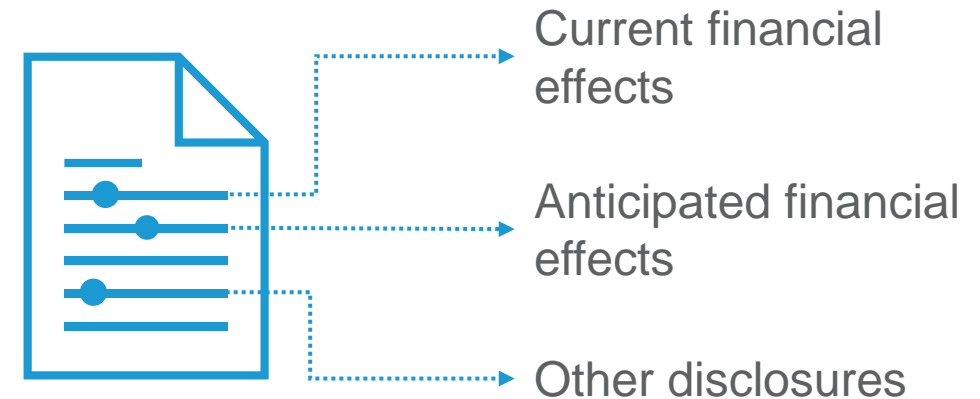 Current financial
effects
Anticipated financial
effects
Other disclosures